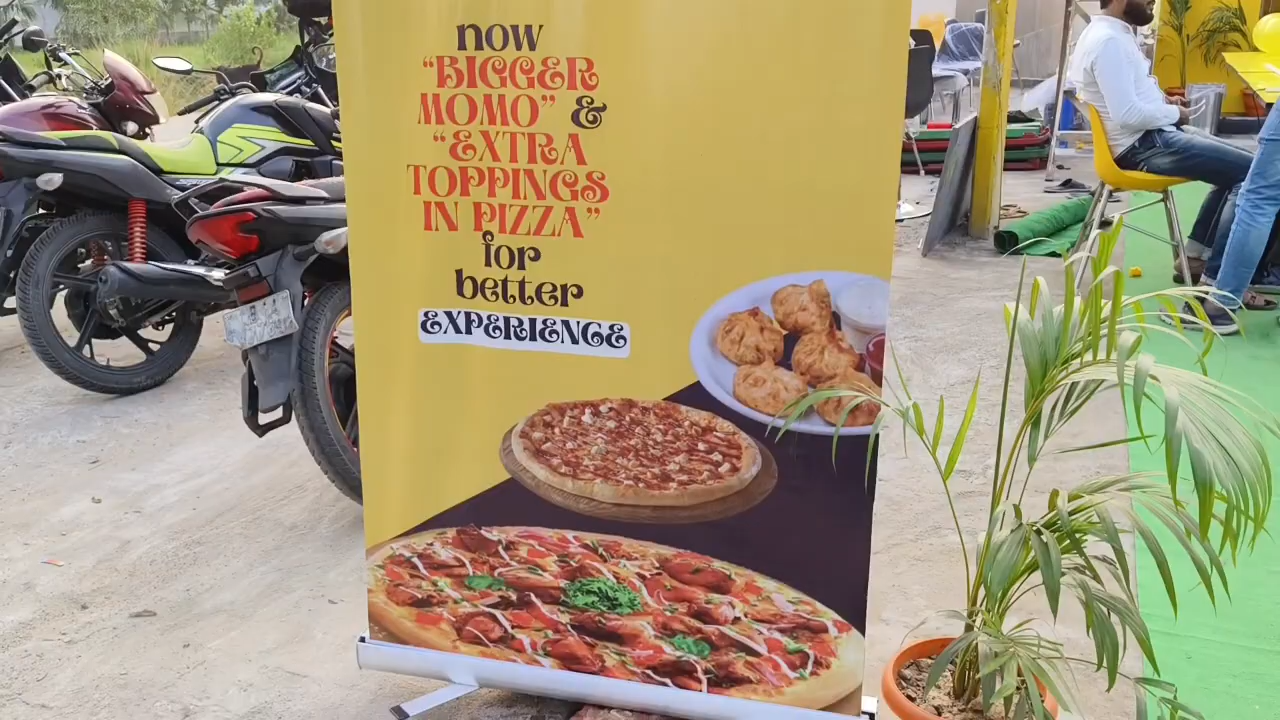 now
“BIGGER
MOMO” &
“EXTRA
TOPPINGS
IN PIZZA”
for
better
EXPERIENCE